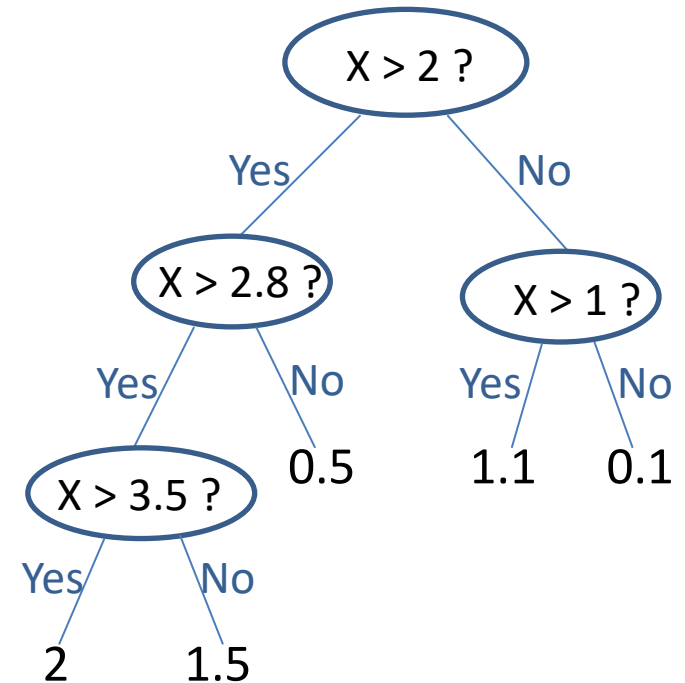 X > 2 ?
Yes
No
X > 2.8 ?
X > 1 ?
Yes
No
Yes
No
0.5
1.1
0.1
X > 3.5 ?
Yes
No
2
1.5